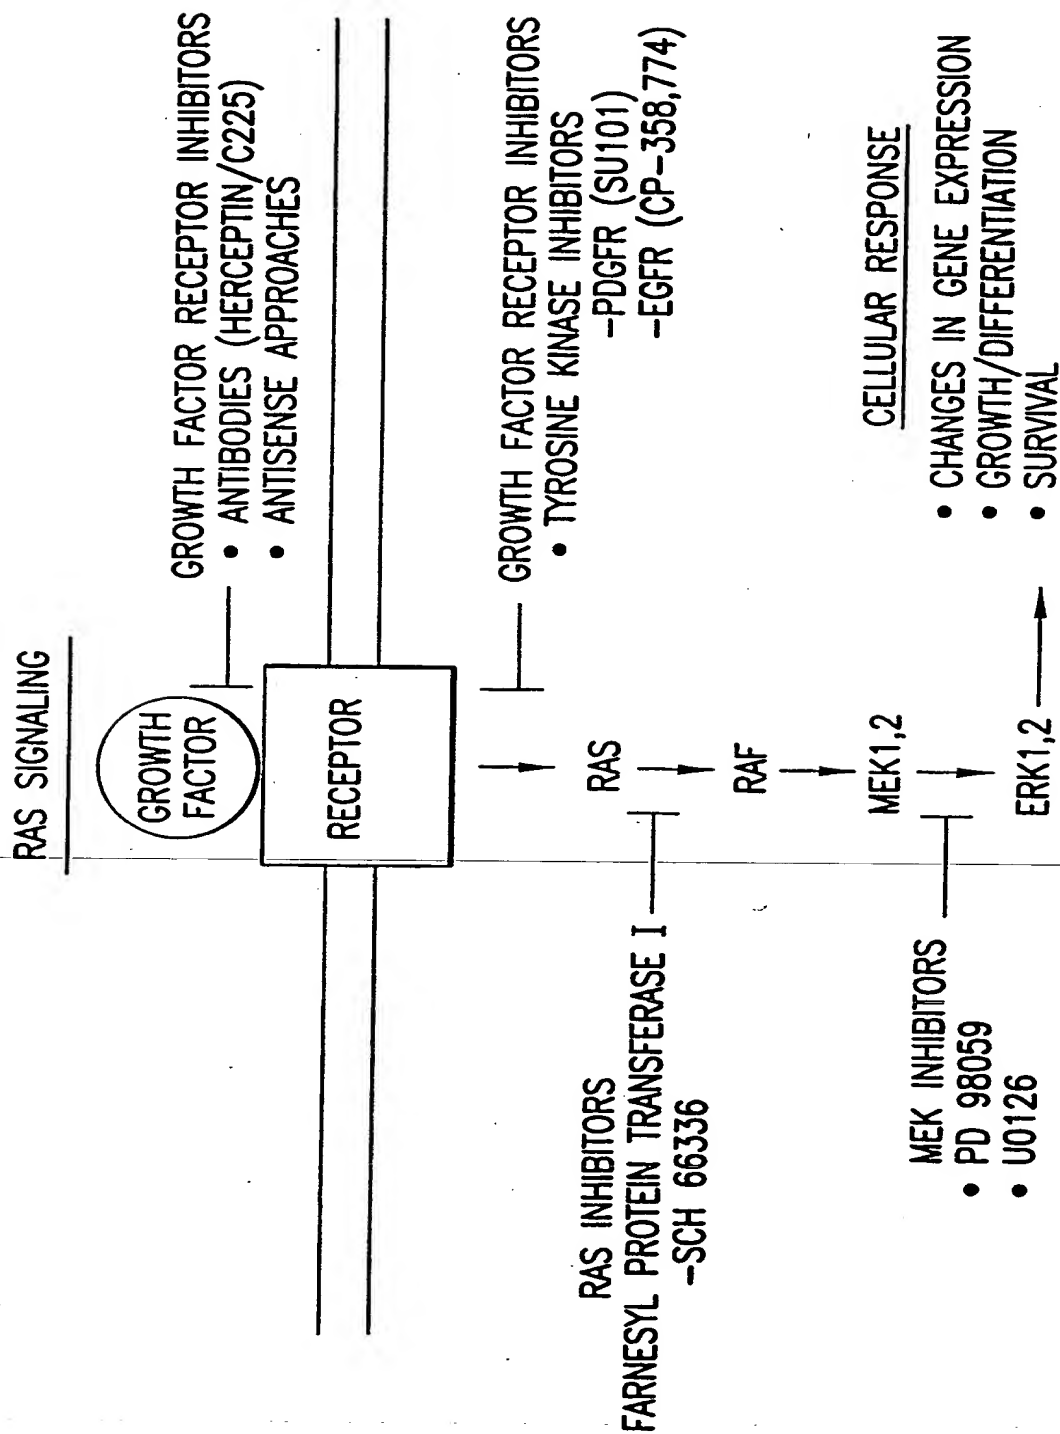 RAS SIGNALING
GROWTH
FACTOR
GROWTH FACTOR RECEPTOR INHIBITORS
• ANTIBODIES (HERCEPTIN/C225)
• ANTISENSE APPROACHES
RECEPTOR
GROWTH FACTOR RECEPTOR INHIBITORS
• TYROSINE KINASE INHIBITORS
-PDGFR (SU101)
-EGFR (CP-358,774)
RAS
RAS INHIBITORS
FARNESYL PROTEIN TRANSFERASE I
-SCH 66336
RAF
MEK1,2
MEK INHIBITORS
• PD 98059
• U0126
ERK1,2
CELLULAR RESPONSE
• CHANGES IN GENE EXPRESSION
• GROWTH/DIFFERENTIATION
• SURVIVAL